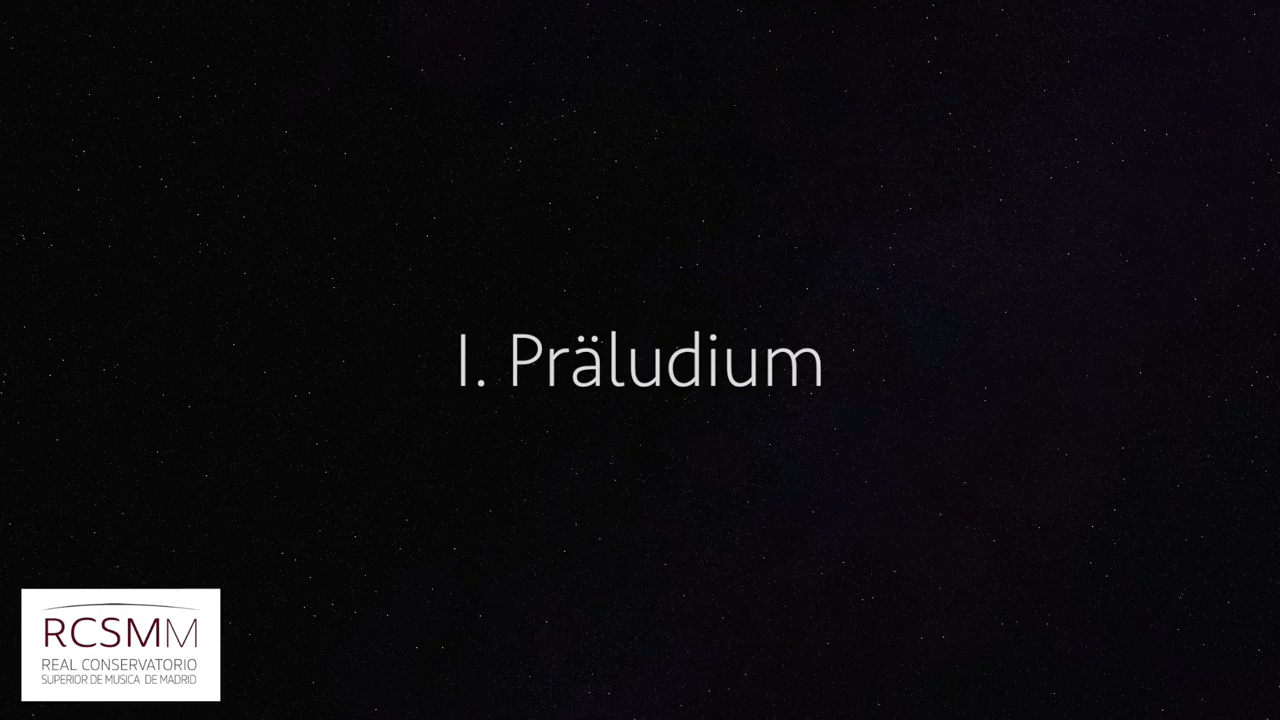 I. Präludium
RCSMM
REAL CONSERVATORIO
SUPERIOR DE MUSICA DE MADRID